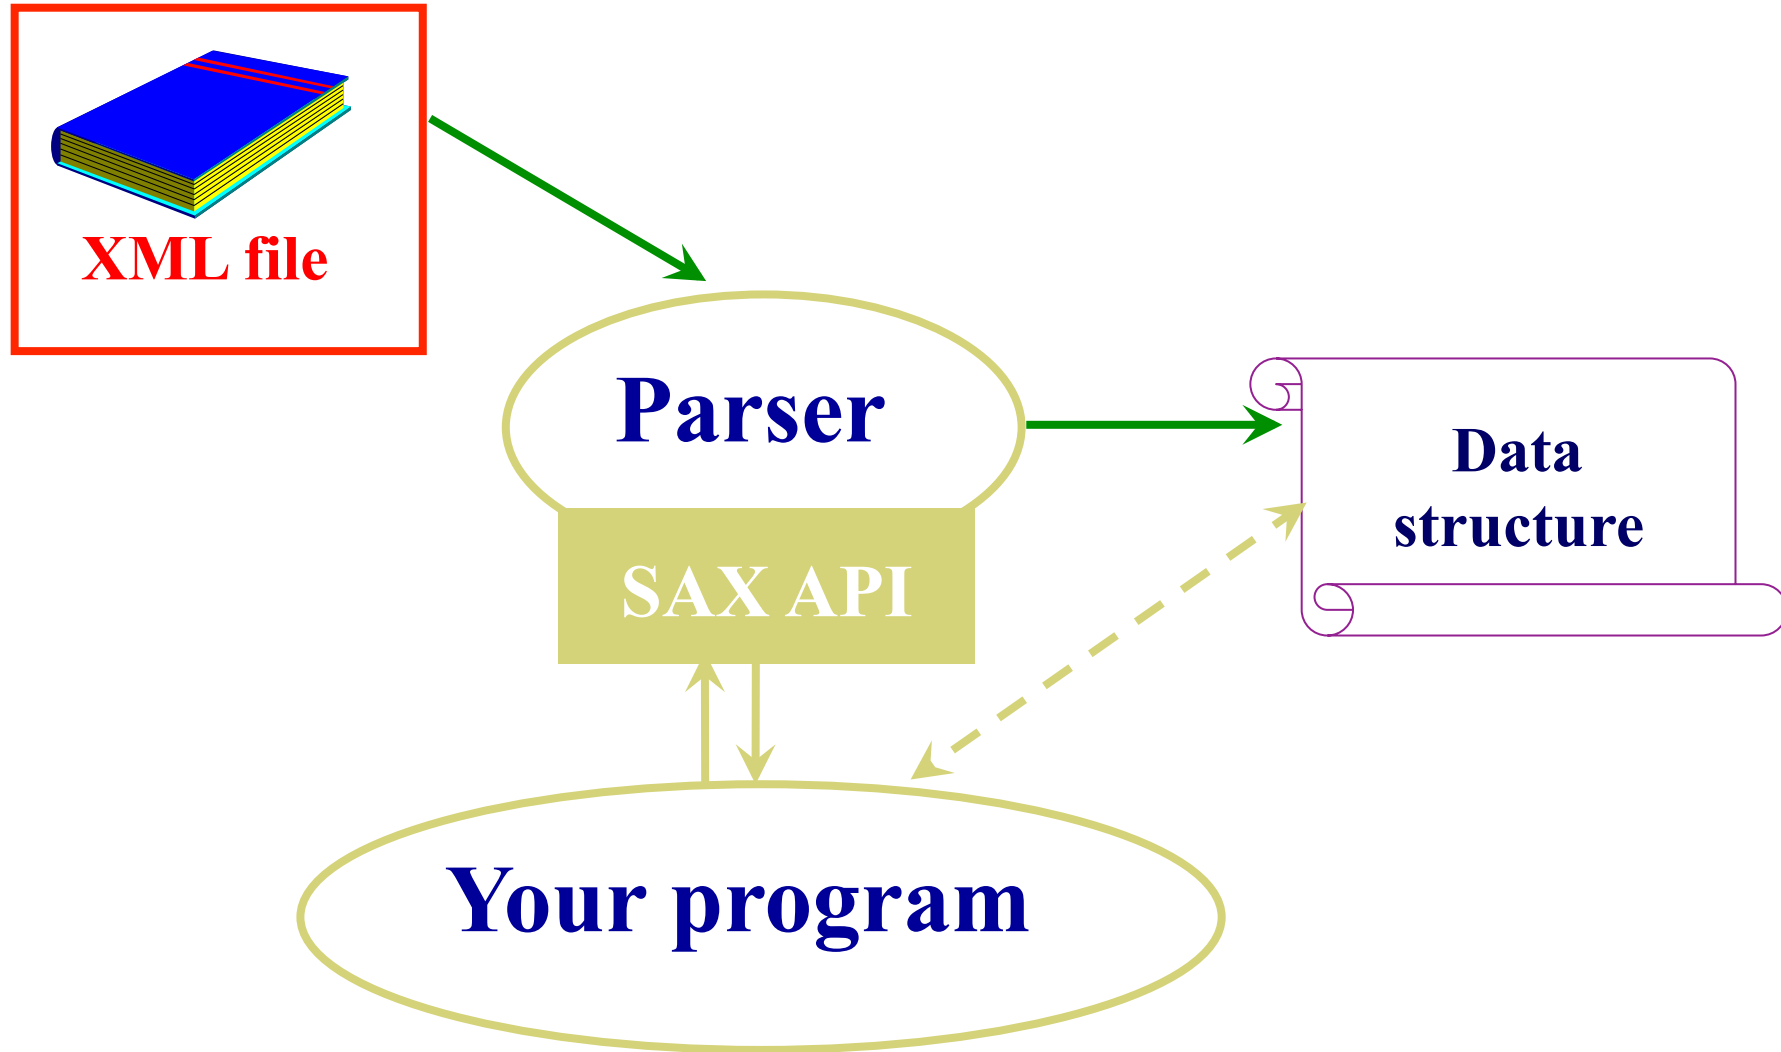 XML file
Parser
SAX API
Data
structure
Your program